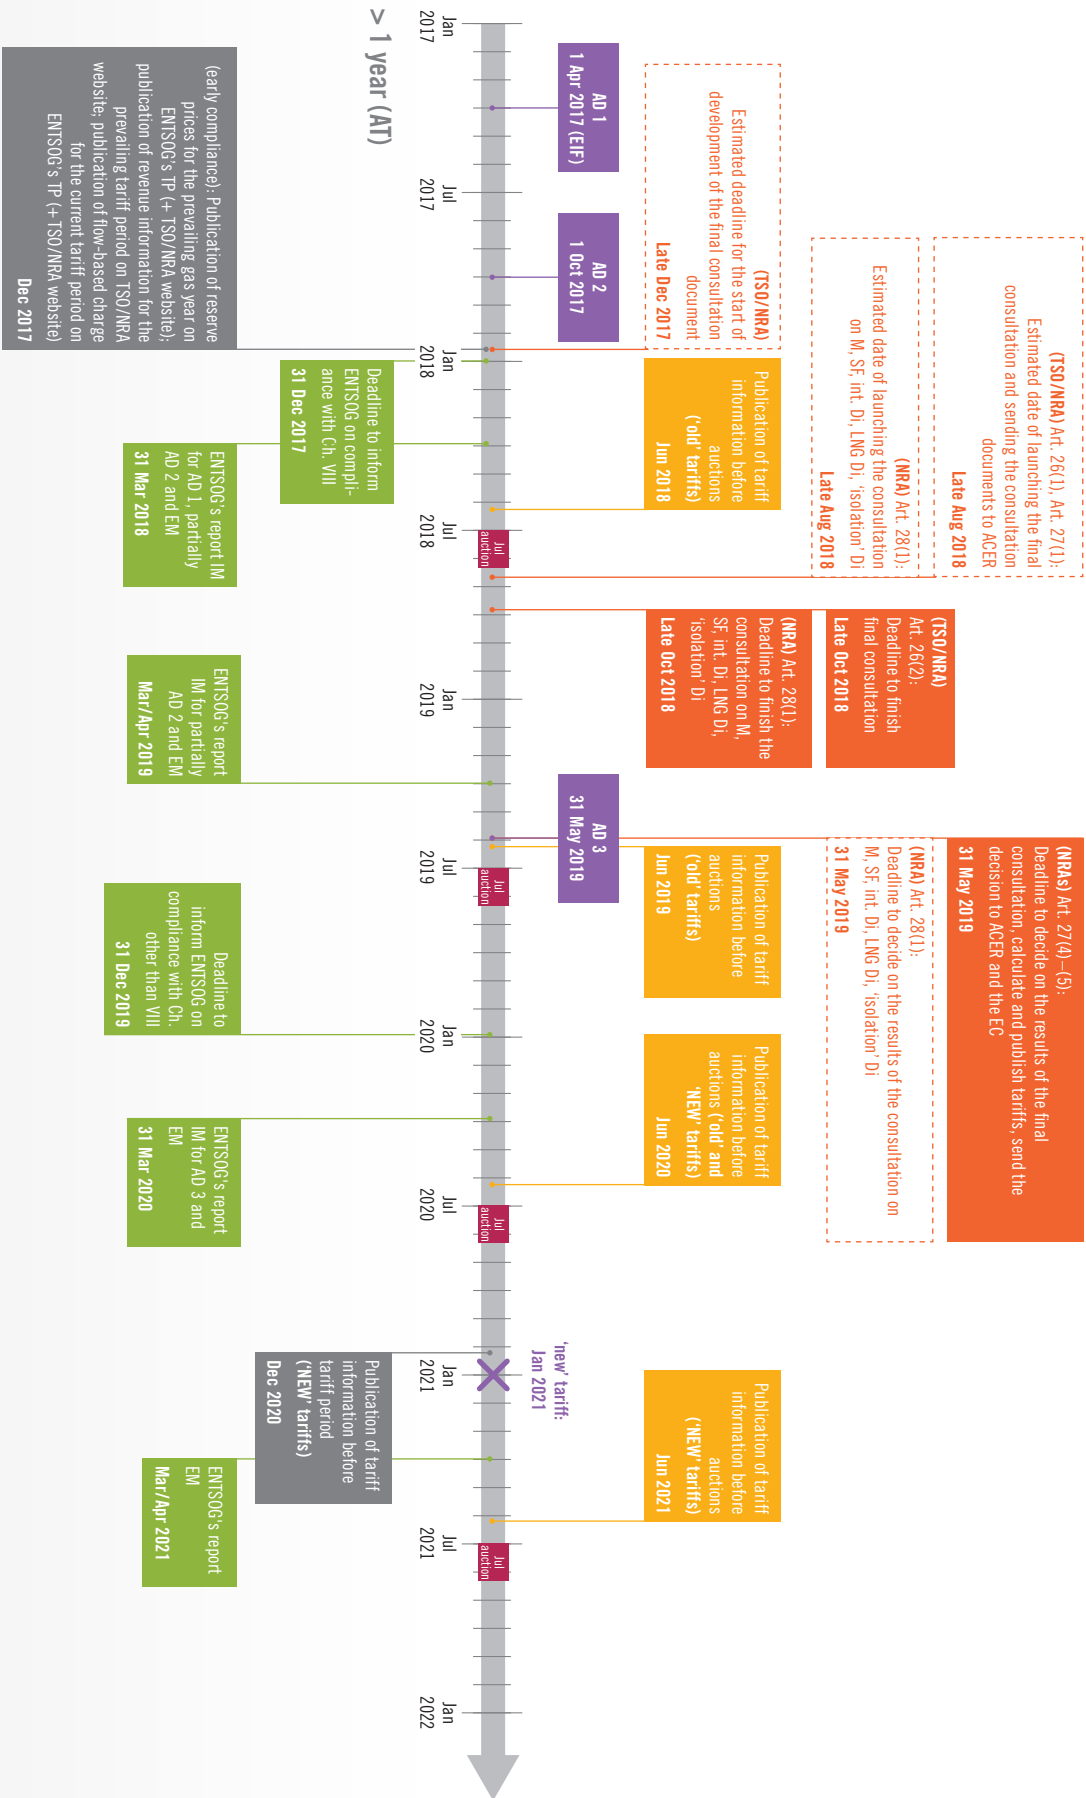 (TSO/NRA) Art. 26(1), Art. 27(1):
Estimated date of launching the final
consultation and sending the consultation
documents to ACER
Late Aug 2018
(NRA) Art. 28(1):
Estimated date of launching the consultation
on M, SF, int. Di, LNG Di, ‘isolation’ Di
Late Aug 2018
(TSO/NRA)
Estimated deadline for the start of
development of the final consultation
document
Late Dec 2017
(TSO/NRA)
Art. 26(2):
Deadline to finish
final consultation
Late Oct 2018
(NRA) Art. 28(1):
Deadline to finish the
consultation on M,
SF, int. Di, LNG Di,
‘isolation’ Di
Late Oct 2018
(NRAs) Art. 27(4)–(5):
Deadline to decide on the results of the final
consultation, calculate and publish tariffs, send the
decision to ACER and the EC
31 May 2019
(NRA) Art. 28(1):
Deadline to decide on the results of the consultation on
M, SF, int. Di, LNG Di, ‘isolation’ Di
31 May 2019
Publication of tariff
information before
auctions
(‘old’ tariffs)
Jun 2018
Publication of tariff
information before
auctions
(‘old’ tariffs)
Jun 2019
Publication of tariff
information before
auctions (‘old’ and
‘NEW’ tariffs)
Jun 2020
Publication of tariff
information before
auctions
(‘NEW’ tariffs)
Jun 2021
AD 1
1 Apr 2017 (EIF)
AD 2
1 Oct 2017
AD 3
31 May 2019
‘new’ tariff:
Jan 2021
Jul
auction
Jul
auction
Jul
auction
Jul
auction
Jan
2017
Jul
2017
Jan
2018
Jul
2018
Jan
2019
Jul
2019
Jan
2020
Jul
2020
Jan
2021
Jul
2021
Jan
2022
> 1 year (AT)
(early compliance): Publication of reserve
prices for the prevailing gas year on
ENTSOG’s TP (+ TSO/NRA website);
publication of revenue information for the
prevailing tariff period on TSO/NRA
website; publication of flow-based charge
for the current tariff period on
ENTSOG’s TP (+ TSO/NRA website)
Dec 2017
Deadline to inform
ENTSOG on compli-
ance with Ch. VIII
31 Dec 2017
ENTSOG’s report IM
for AD 1, partially
AD 2 and EM
31 Mar 2018
ENTSOG’s report
IM for partially
AD 2 and EM
Mar/Apr 2019
Deadline to
inform ENTSOG on
compliance with Ch.
other than VIII
31 Dec 2019
ENTSOG’s report
IM for AD 3 and
EM
31 Mar 2020
Publication of tariff
information before
tariff period
(‘NEW’ tariffs)
Dec 2020
ENTSOG’s report
EM
Mar/Apr 2021